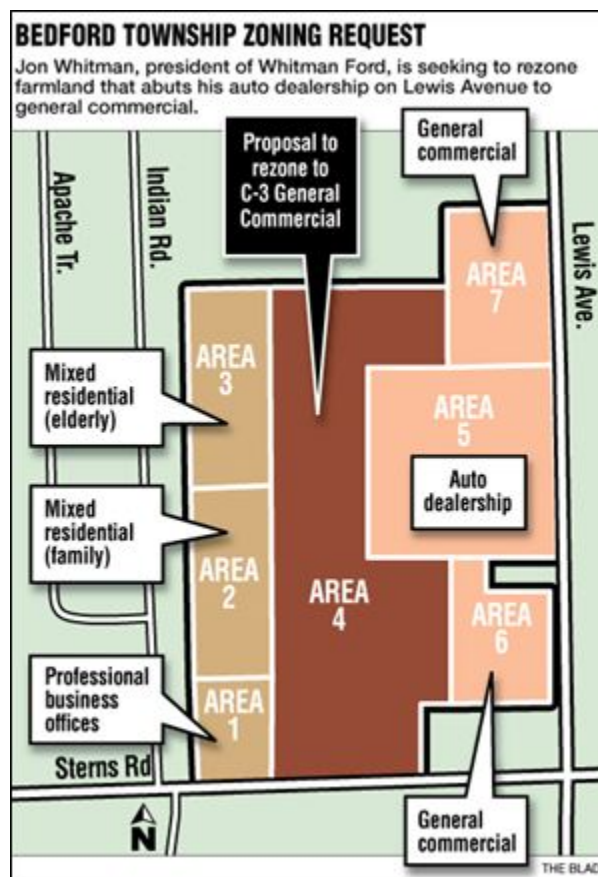 BEDFORD TOWNSHIP ZONING REQUEST
Jon Whitman, president of Whitman Ford, is seeking to rezone
farmland that abuts his auto dealership on Lewis Avenue to
general commercial.
Proposal to
rezone to
C-3 General
Commercial
General
commercial
Apache Tr.
Indian Rd.
Lewis Ave.
AREA
7
AREA
3
Mixed
residential
(elderly)
AREA
5
Auto
dealership
Mixed
residential
(family)
AREA
2
AREA
4
AREA
6
Professional
business
offices
AREA
1
Sterns Rd
N
General
commercial
THE BLAD